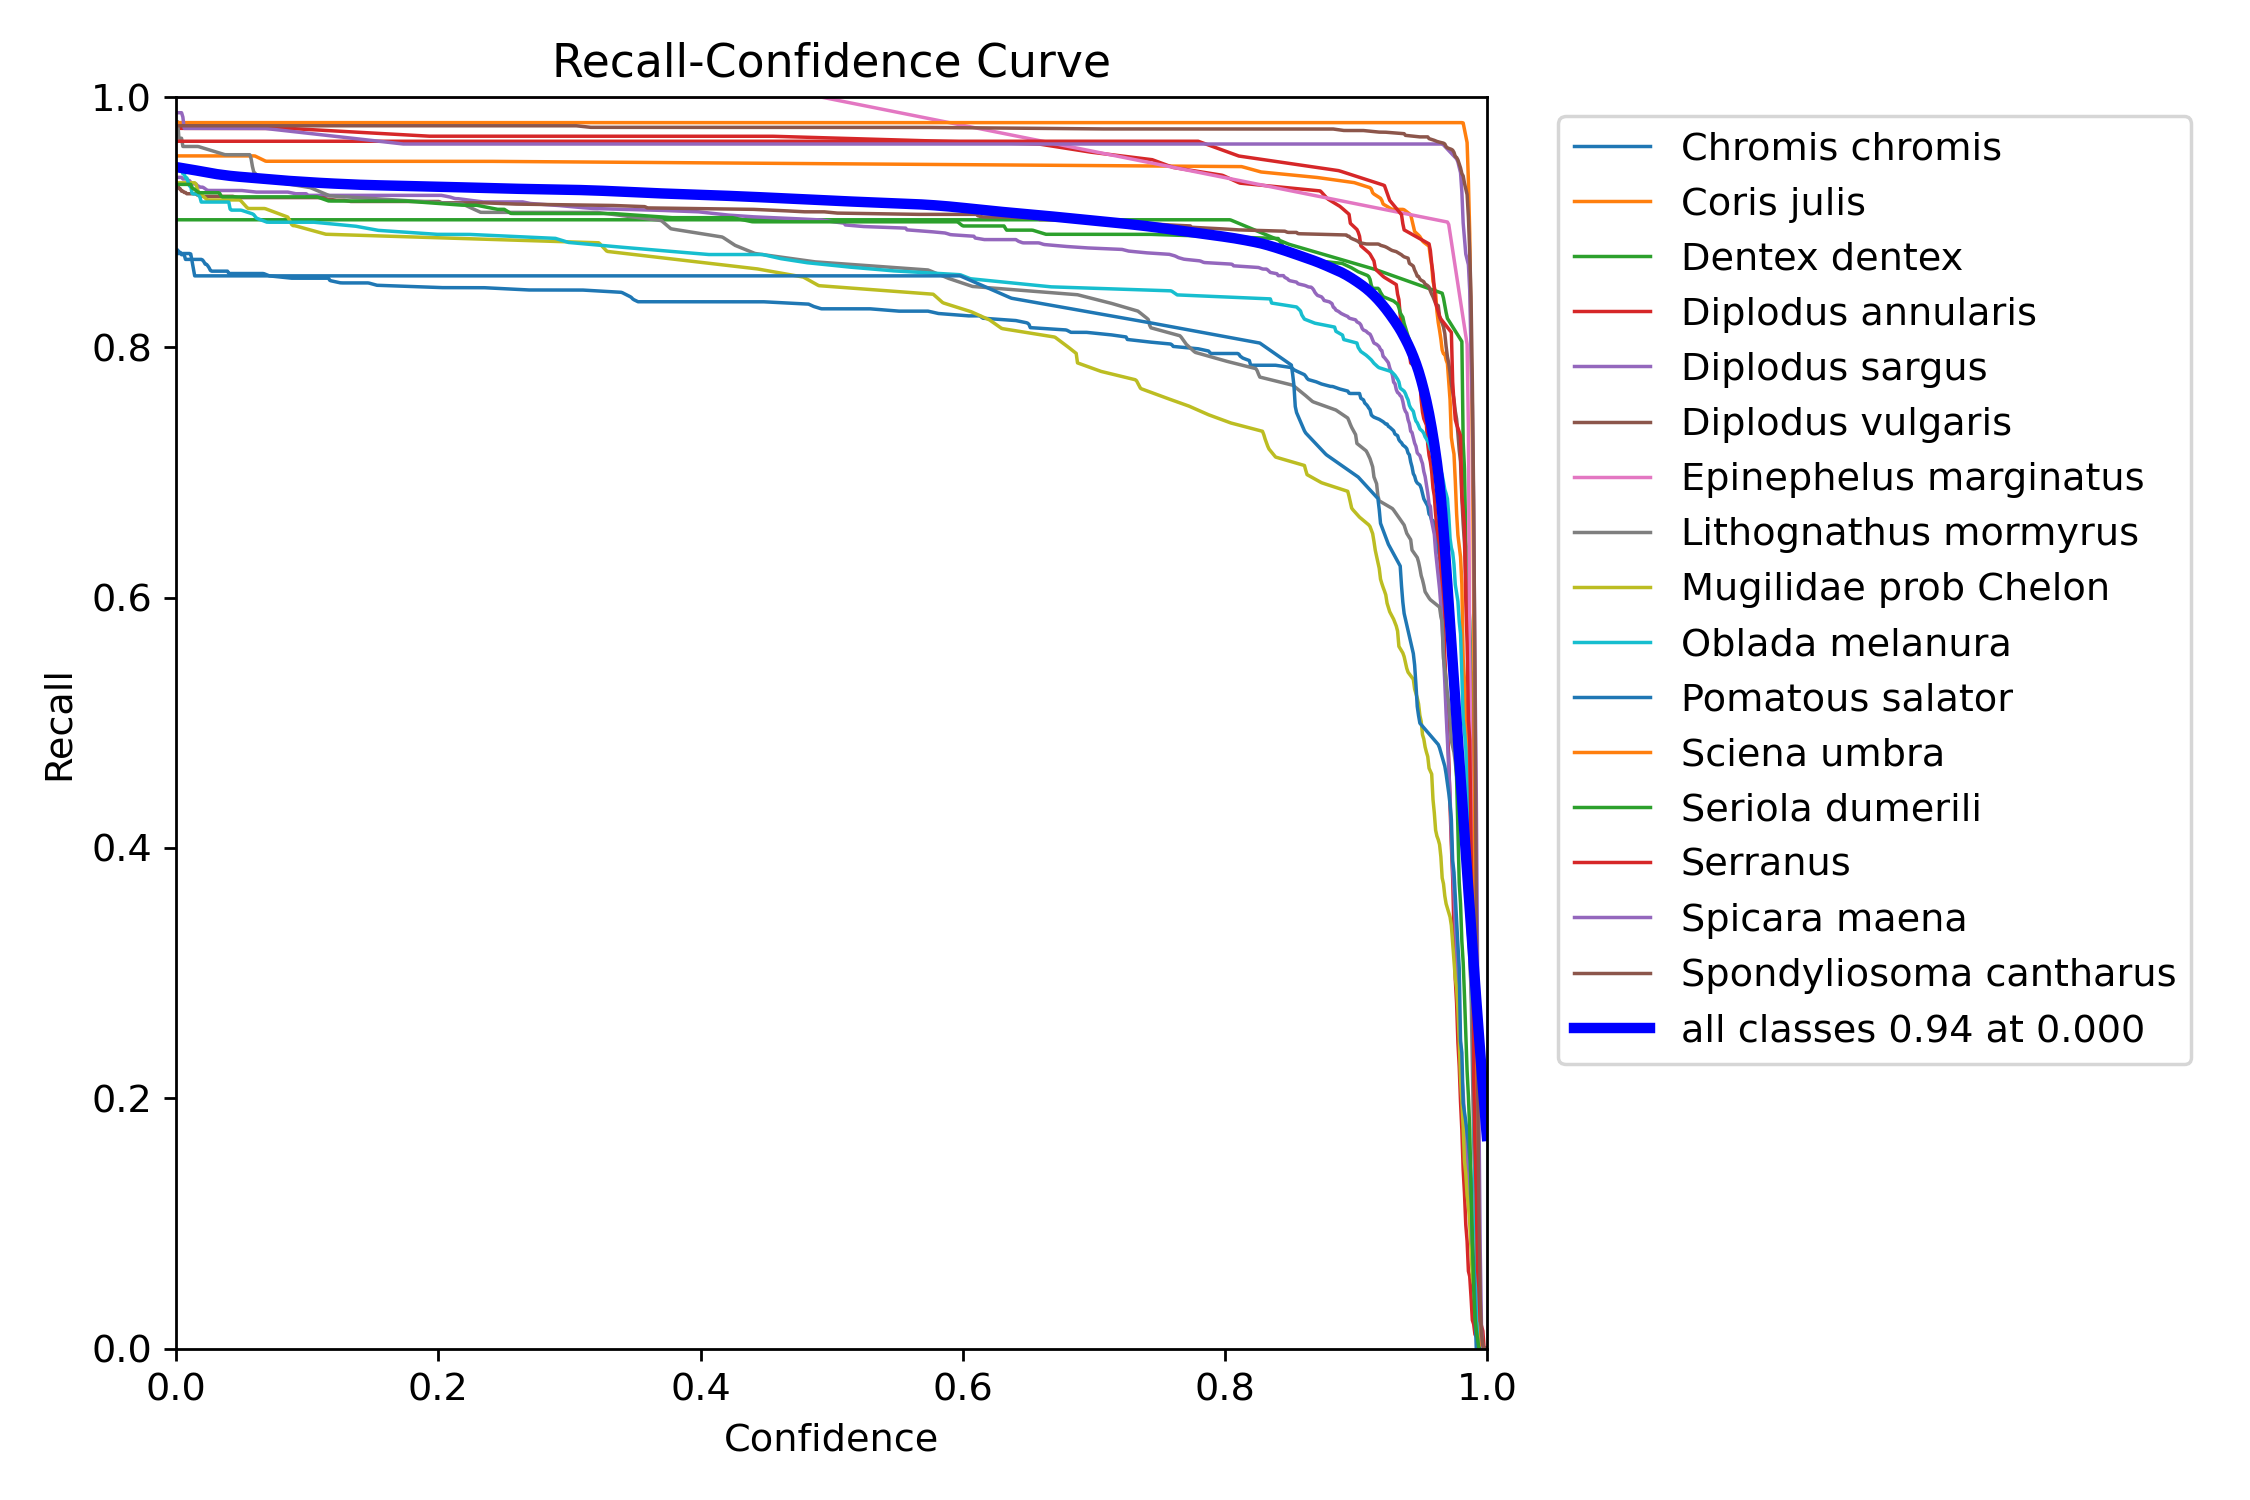 Recall-Confidence Curve
1.0
0.8
0.6
0.4
0.2
0.0
Recall
0.0 0.2 0.4 0.6 0.8 1.0
Confidence
Chromis chromis
Coris julis
Dentex dentex
Diplodus annularis
Diplodus sargus
Diplodus vulgaris
Epinephelus marginatus
Lithognathus mormyrus
Mugilidae prob Chelon
Oblada melanura
Pomatous salator
Sciena umbra
Seriola dumerili
Serranus
Spicara maena
Spondyliosoma cantharus
all classes 0.94 at 0.000